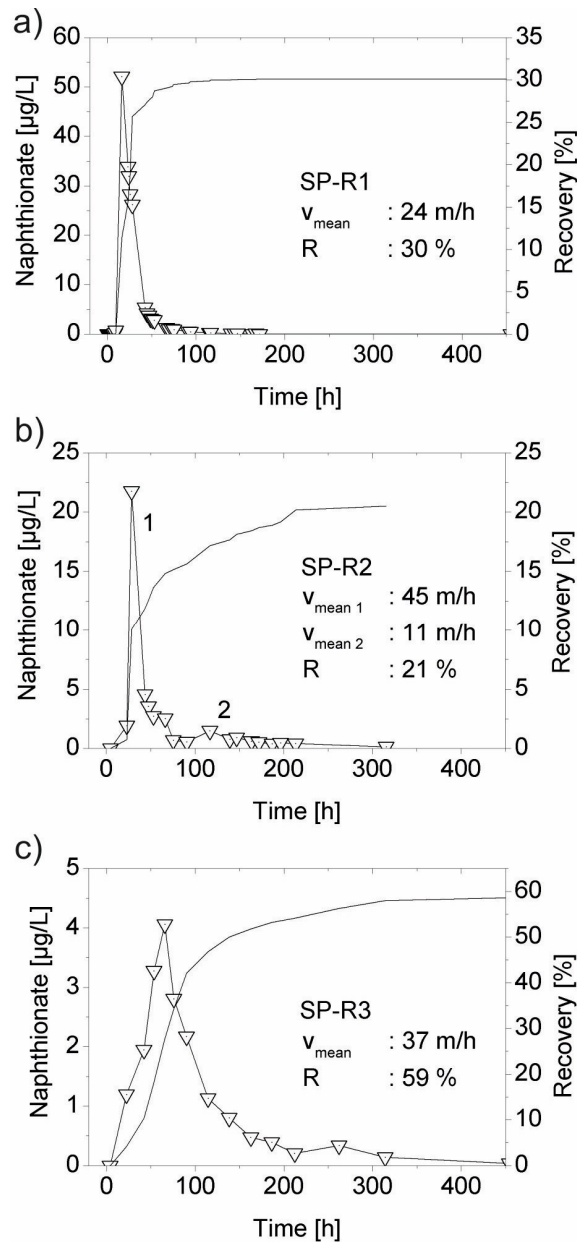 a)
60
50
40
30
20
10
0
Naphthionate [µg/L]
35
30
25
20
15
10
5
0
Recovery [%]
SP-R1
vmean : 24 m/h
R : 30 %
0 100 200 300 400
Time [h]
b)
25
20
15
10
5
0
Naphthionate [µg/L]
25
20
15
10
5
0
Recovery [%]
1
2
SP-R2
vmean 1 : 45 m/h
vmean 2 : 11 m/h
R : 21 %
0 100 200 300 400
Time [h]
c)
5
4
3
2
1
0
Naphthionate [µg/L]
60
50
40
30
20
10
0
Recovery [%]
SP-R3
vmean : 37 m/h
R : 59 %
0 100 200 300 400
Time [h]